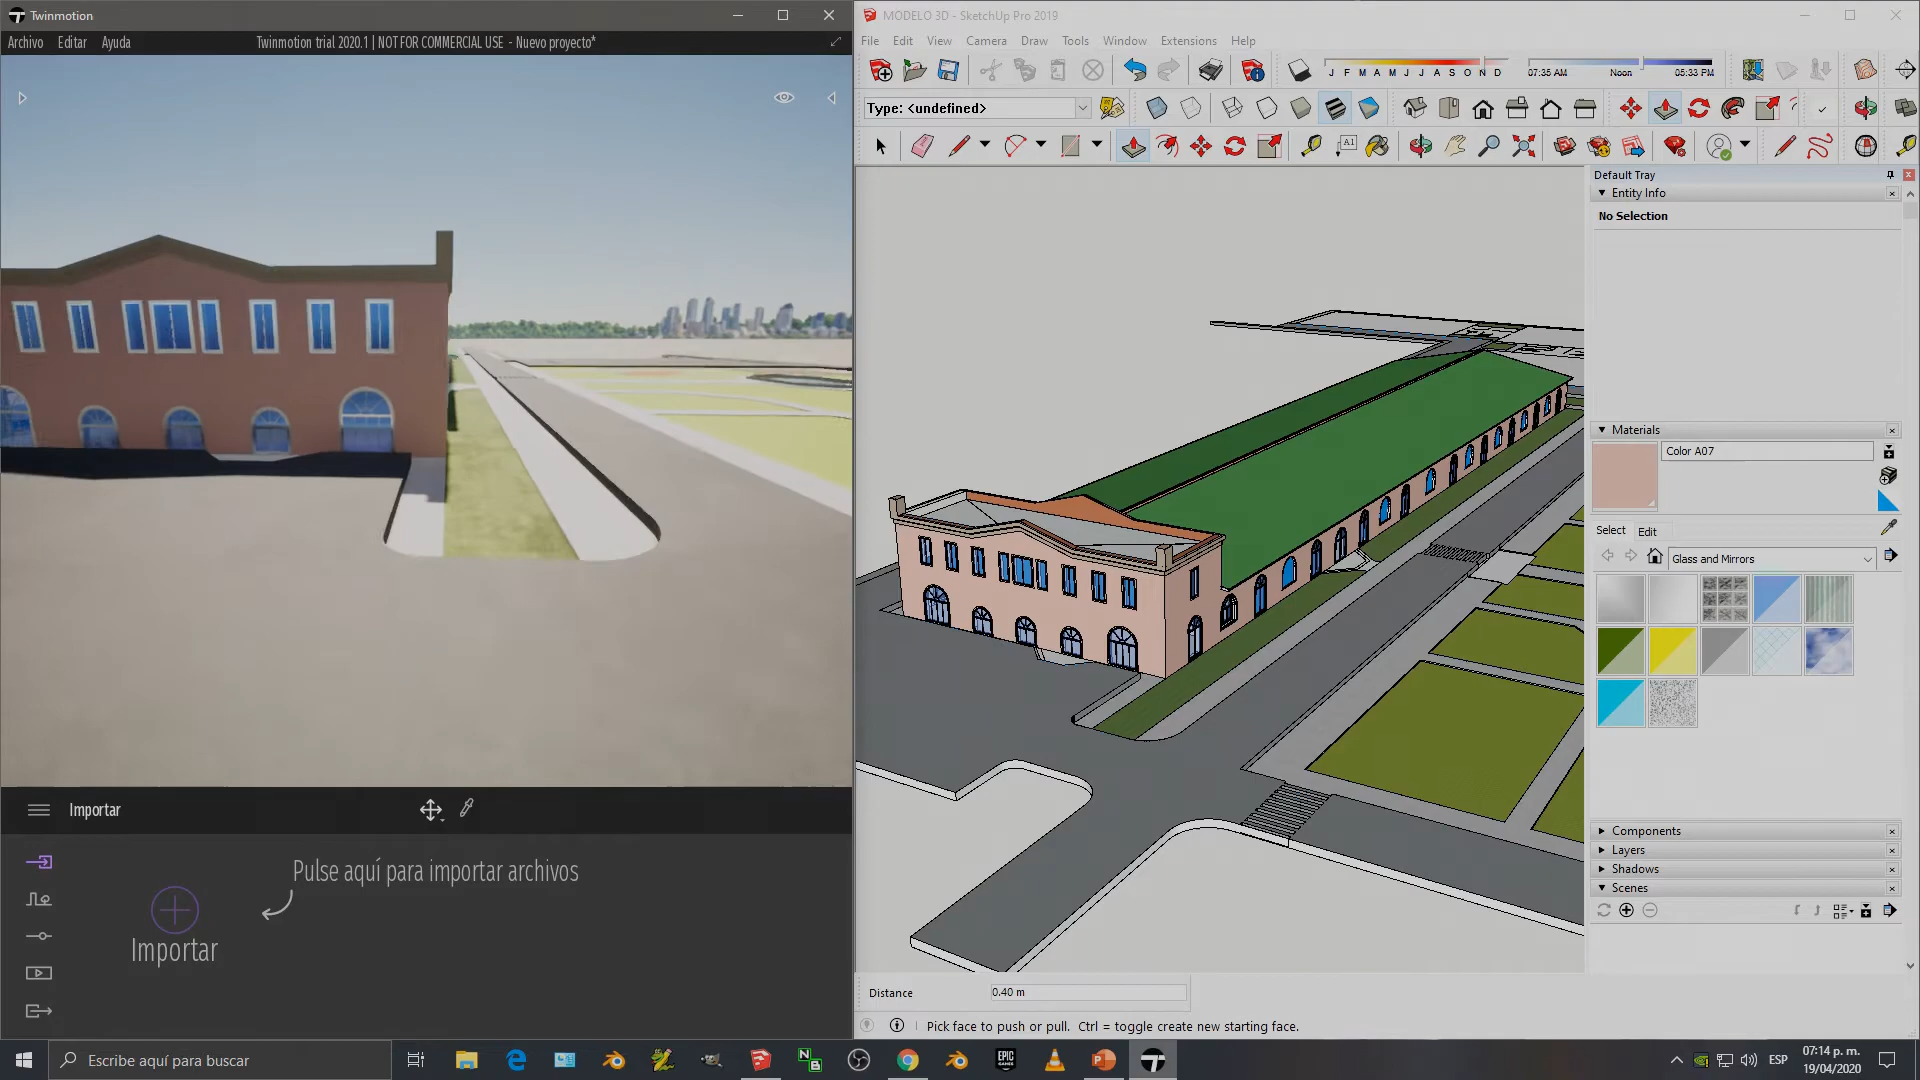 Twinmotion
Archivo Editar Ayuda
Twinmotion trial 2020.1 | NOT FOR COMMERCIAL USE - Nuevo proyecto*
Importar
Pulse aquí para importar archivos
Importar
MODELO 3D - SketchUp Pro 2019
File Edit View Camera Draw Tools Window Extensions Help
J F M A M J J A S O N D
07:35 AM Noon 05:33 PM
Type: <undefined>
A1
Default Tray
Entity Info
No Selection
Materials
Color A07
Select Edit
Glass and Mirrors
Components
Layers
Shadows
Scenes
Distance 0.40 m
Pick face to push or pull. Ctrl = toggle create new starting face.
Escribe aquí para buscar
N
B
EPIC
GAMES
P
ESP
07:14 p. m.
19/04/2020